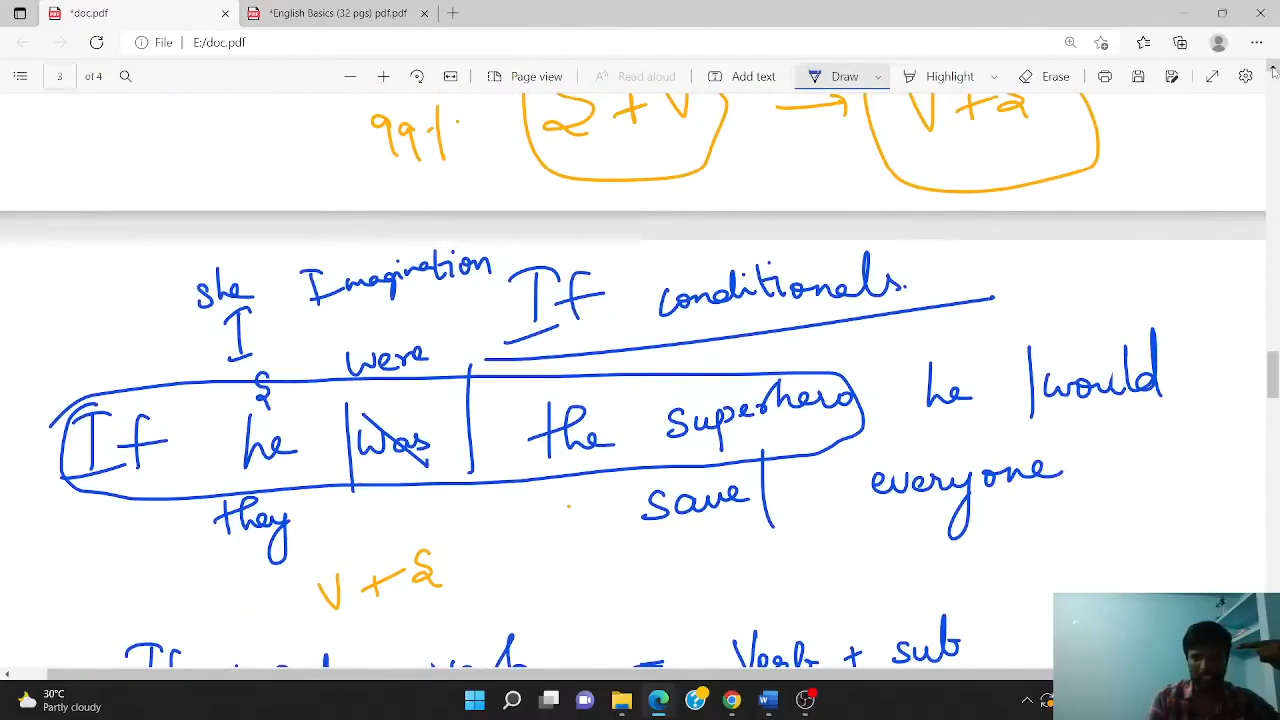 *doc.pdf
*English Basics (32 pgs) pdf.pdf
File E:/doc.pdf
3 of 4
Page view
Read aloud
Add text
Draw
Highlight
Erase
99%. S + V → V + S
she Imagination If conditionals.
I
were
S
If he was the superhero he would
they save everyone
V + S
Verb + sub
30°C
Partly cloudy